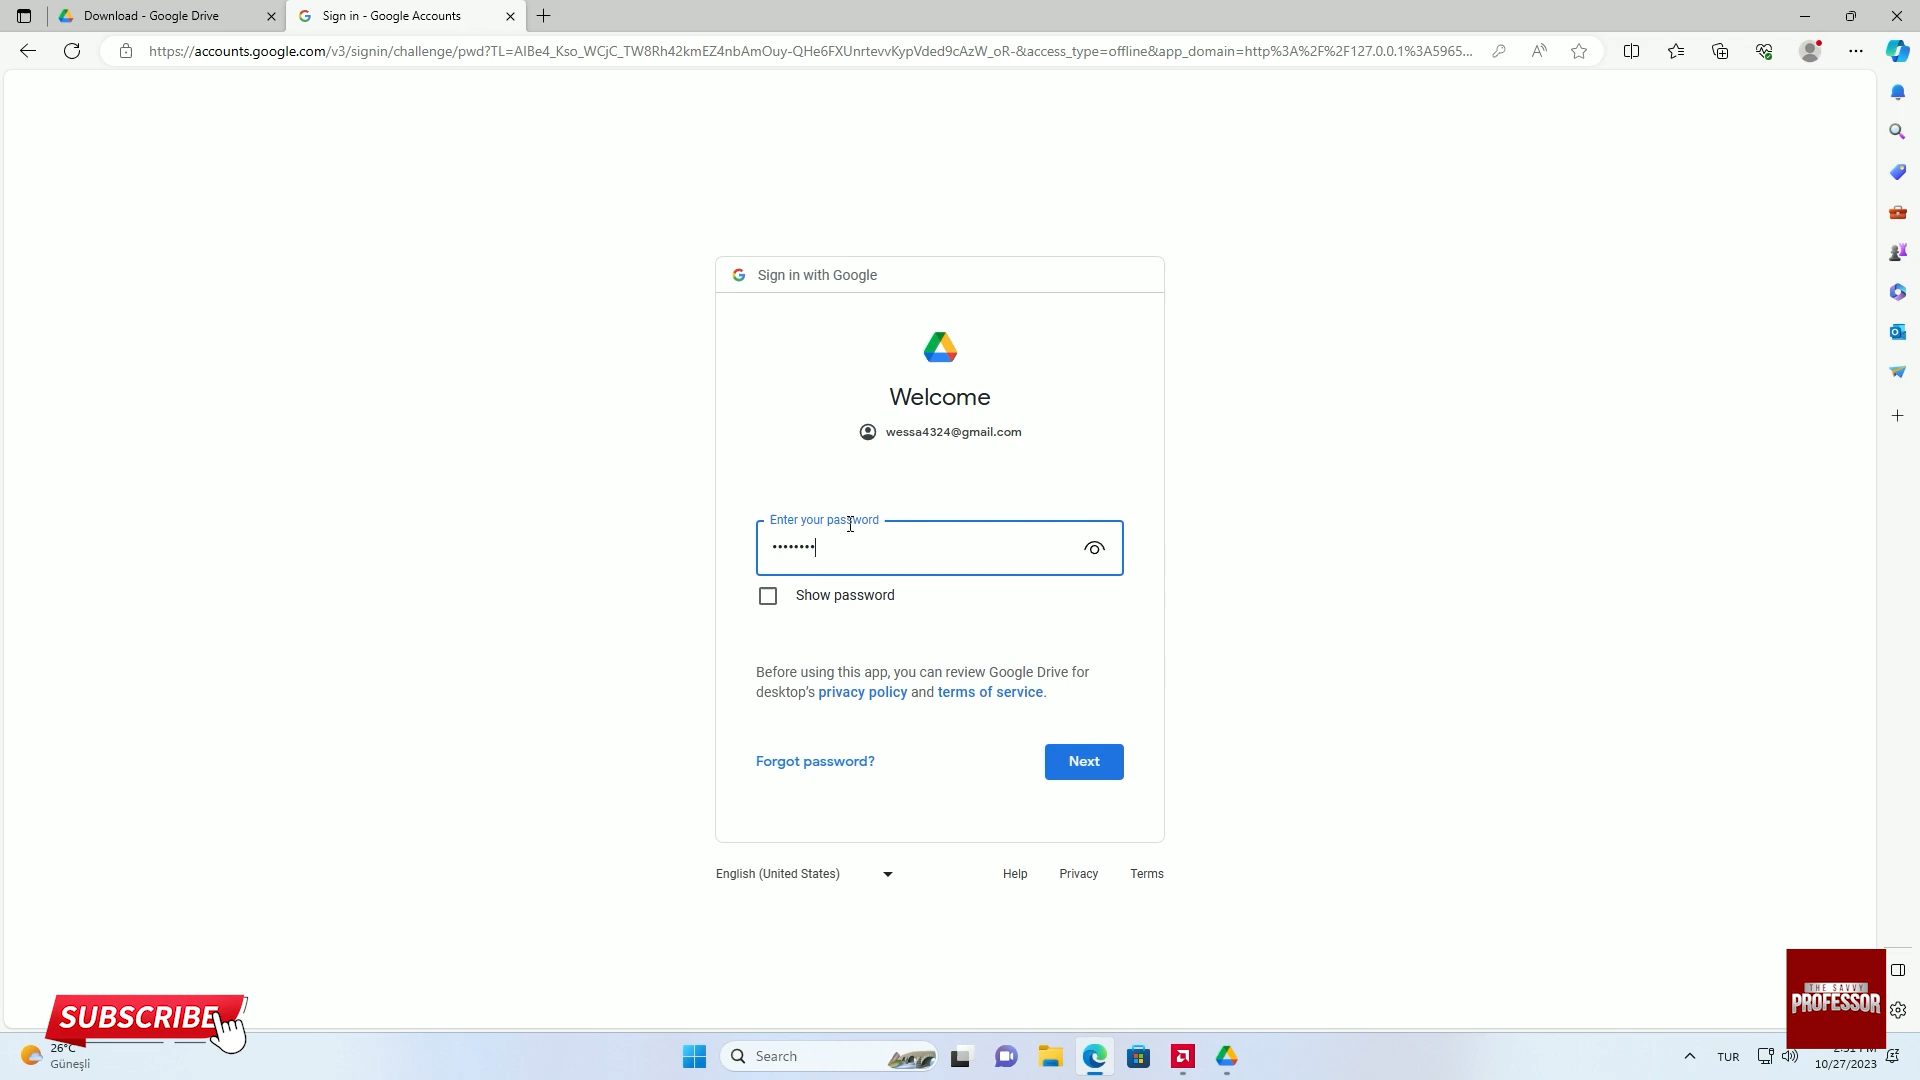 Download - Google Drive
Sign in - Google Accounts
https://accounts.google.com/v3/signin/challenge/pwd?TL=AIBe4_Kso_WCjC_TW8Rh42kmEZ4nbAmOuy-QHe6FXUnrtevvKypVded9cAzW_oR-&access_type=offline&app_domain=http%3A%2F%2F127.0.0.1%3A5965...
Sign in with Google
Welcome
wessa4324@gmail.com
Enter your password
Show password
Before using this app, you can review Google Drive for
desktop's privacy policy and terms of service.
Forgot password?
Next
English (United States)
Help
Privacy
Terms
SUBSCRIBE
THE SAVVY
PROFESSOR
26°C
Güneşli
Search
TUR
10/27/2023